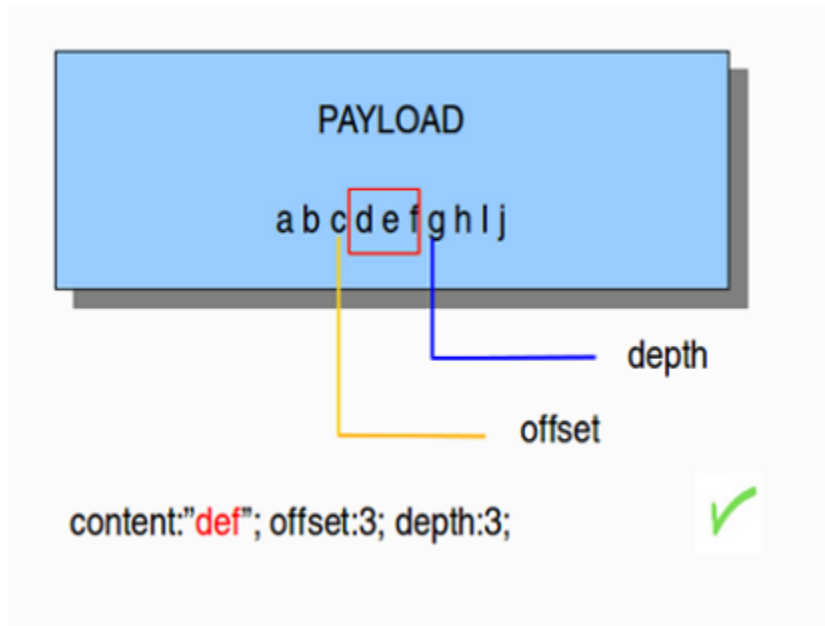 PAYLOAD
a b c d e f g h l j
depth
offset
content:”def”; offset:3; depth:3;